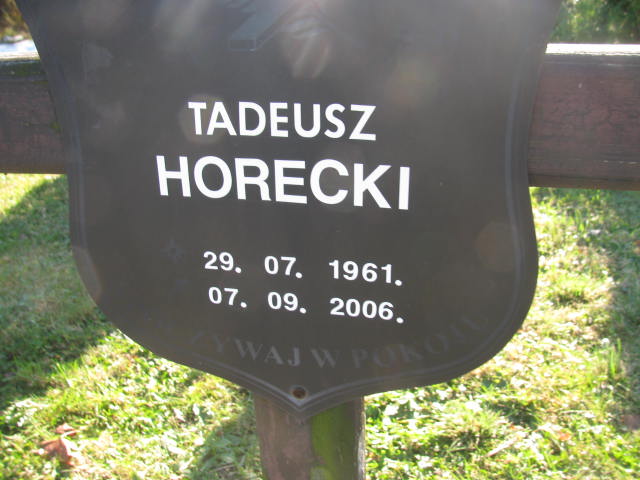 TADEUSZ
HORECKI
29. 07. 1961.
07. 09. 2006.
W POKOJU